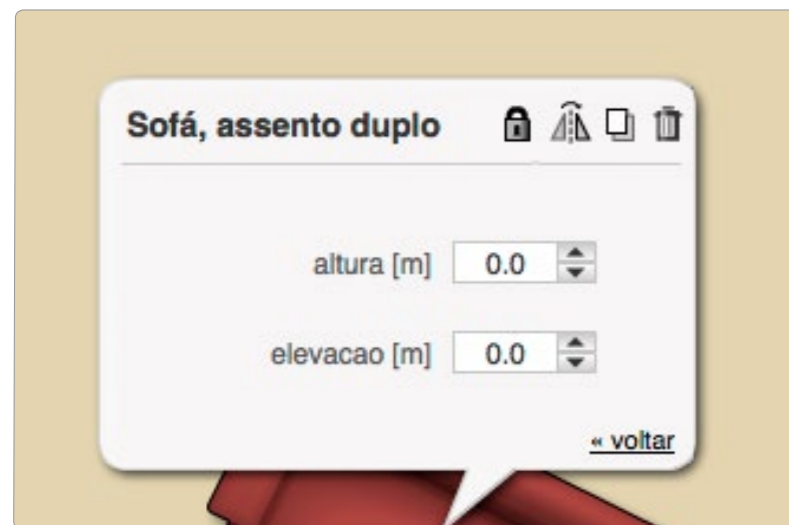 Sofá, assento duplo
altura [m] 0.0
elevacao [m] 0.0
« voltar